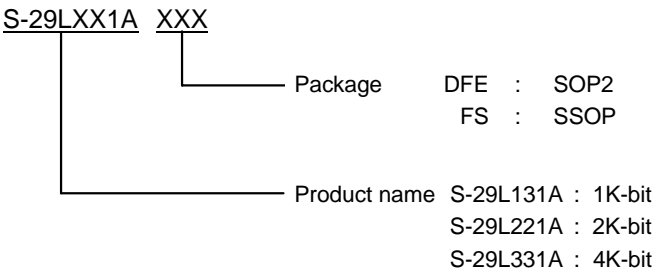 S-29LXX1A XXX
Package DFE : SOP2
FS : SSOP
Product name S-29L131A : 1K-bit
S-29L221A : 2K-bit
S-29L331A : 4K-bit